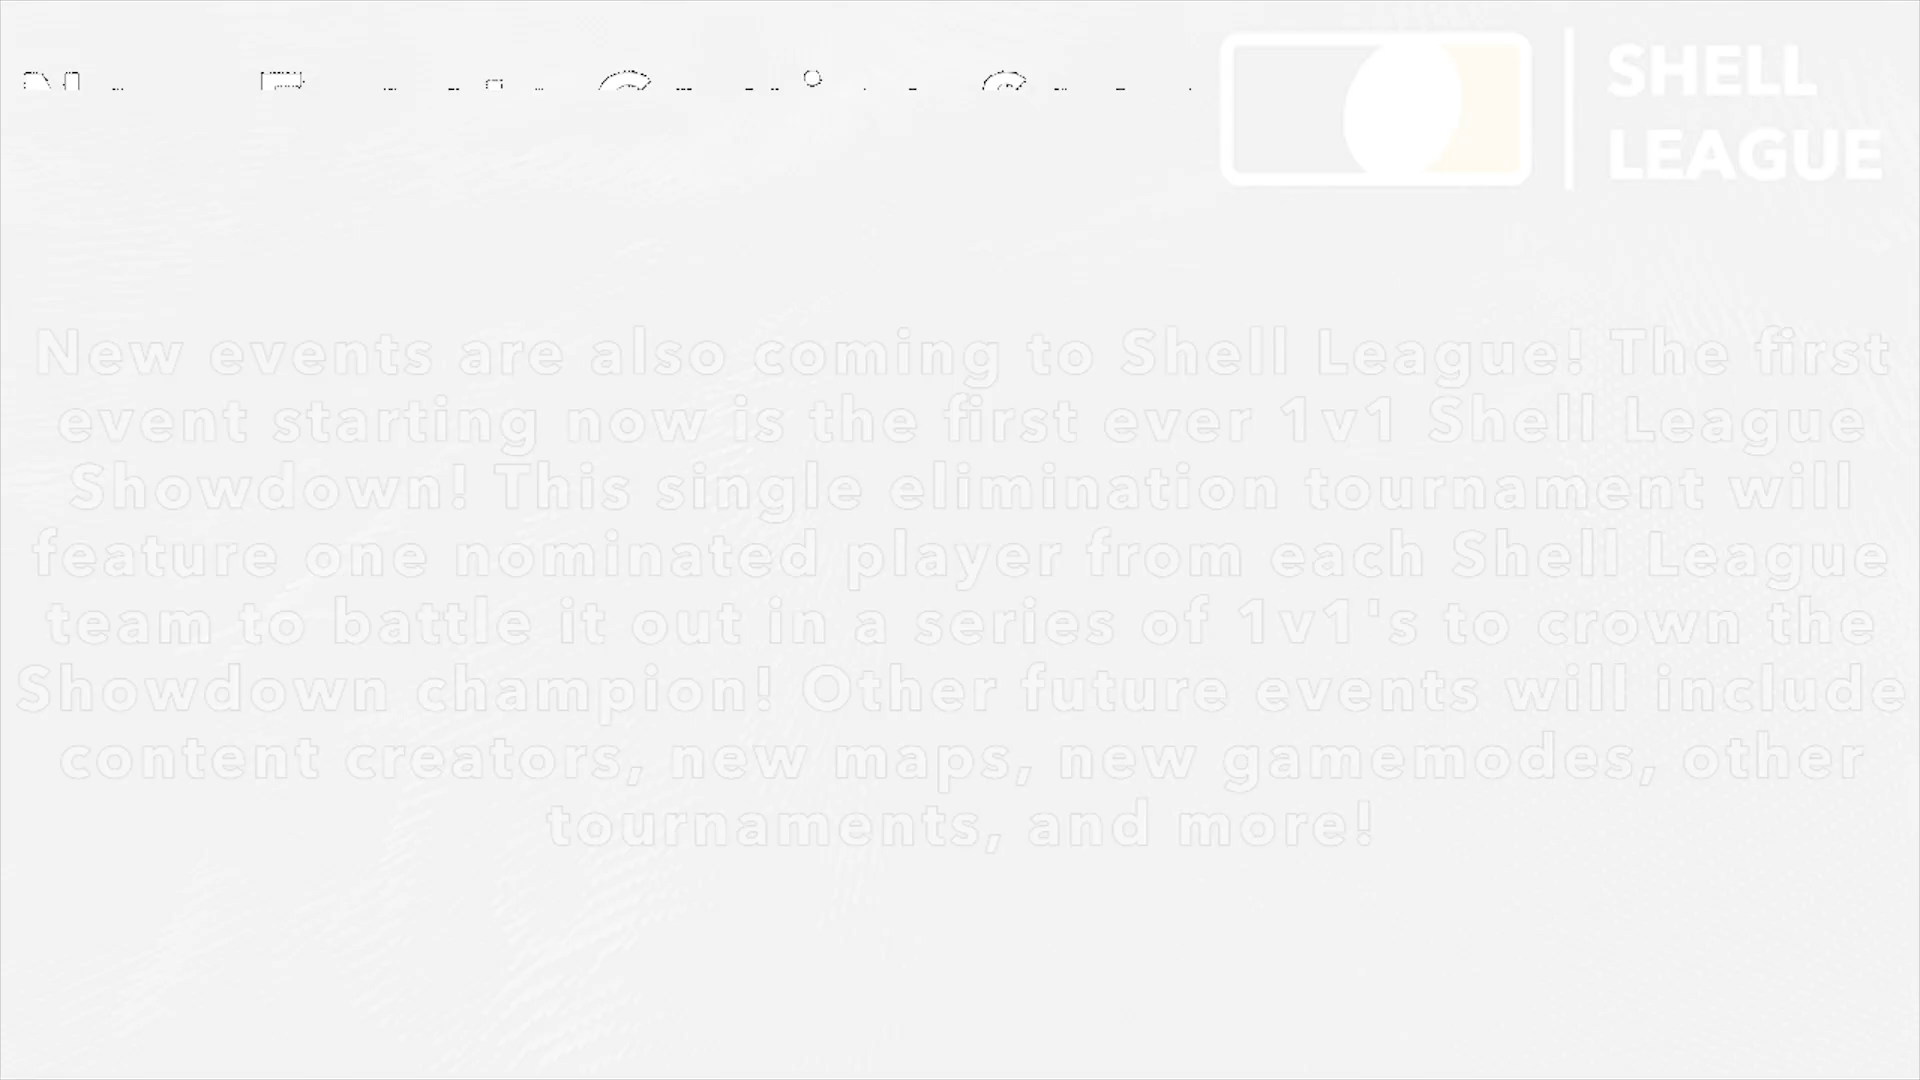 SHELL
LEAGUE
New events are also coming to Shell League! The first
event starting now is the first ever 1v1 Shell League
Showdown! This single elimination tournament will
feature one nominated player from each Shell League
team to battle it out in a series of 1v1's to crown the
Showdown champion! Other future events will include
content creators, new maps, new gamemodes, other
tournaments, and more!